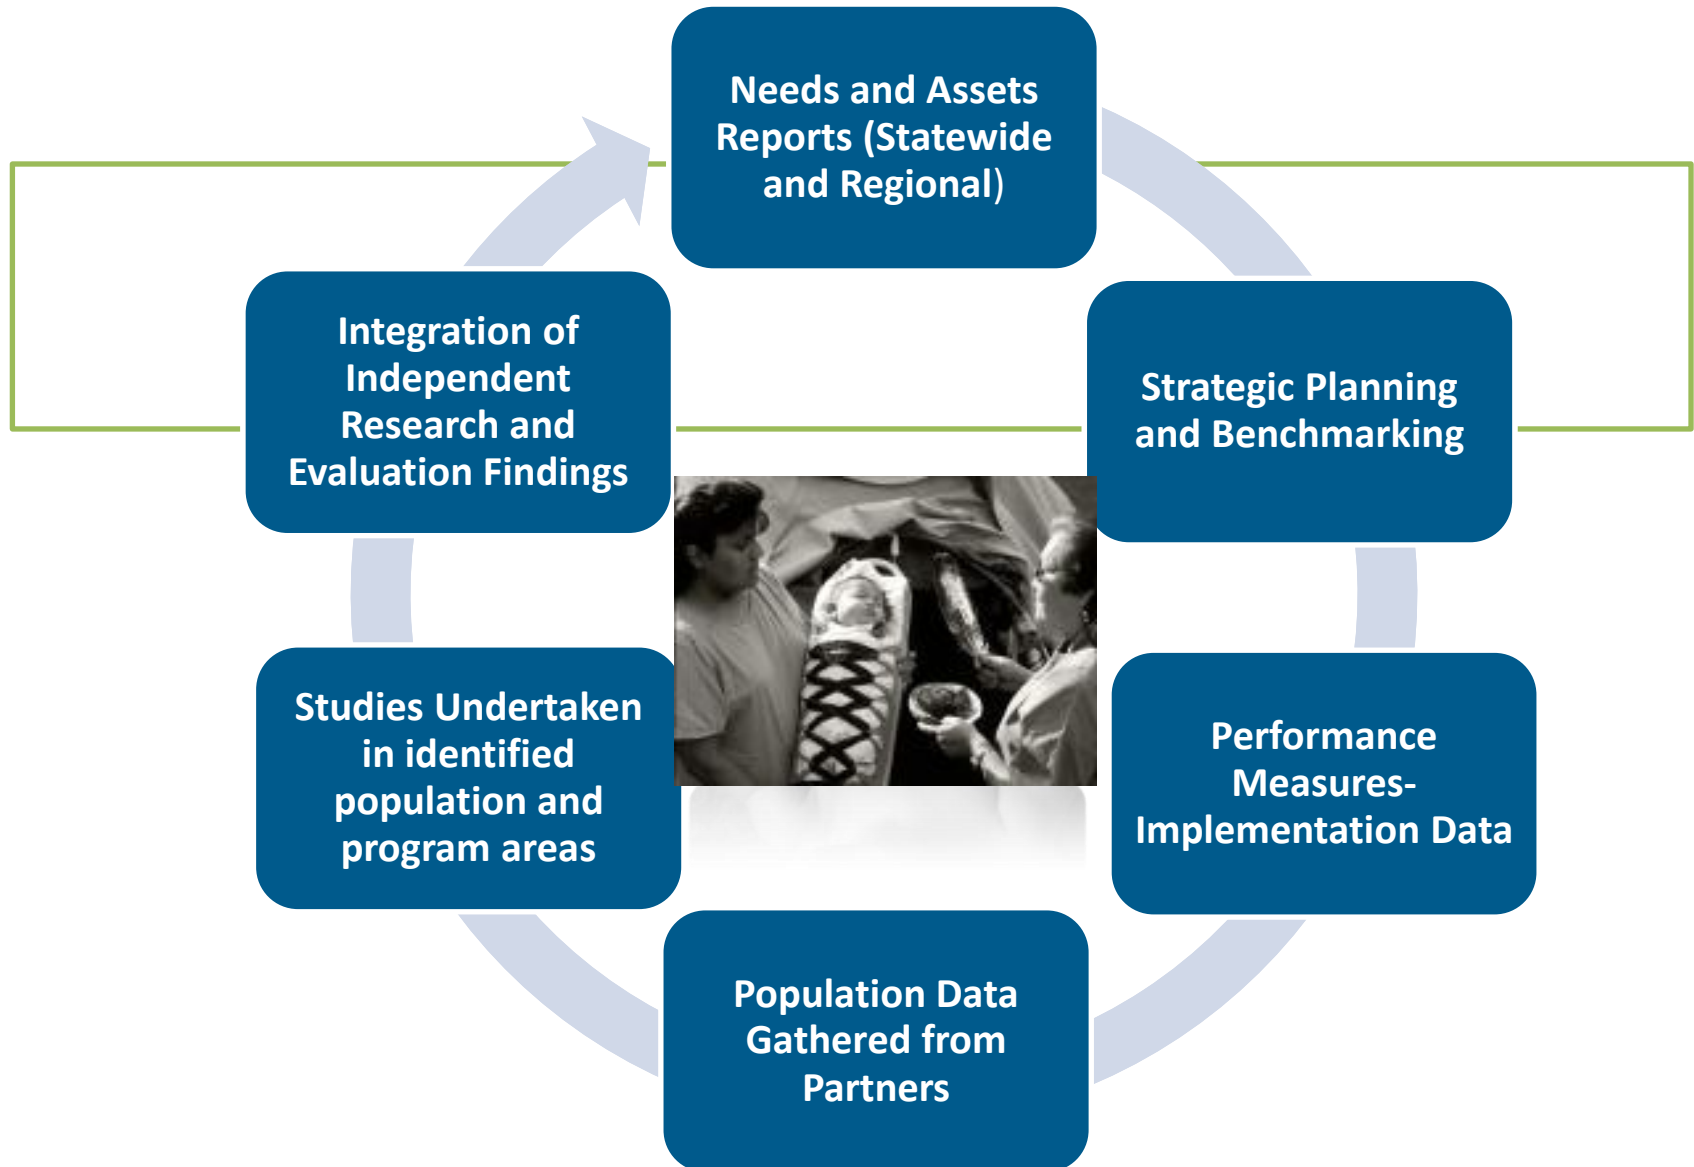 Needs and Assets
Reports (Statewide
and Regional)
Strategic Planning
and Benchmarking
Performance
Measures-
Implementation Data
Population Data
Gathered from
Partners
Studies Undertaken
in identified
population and
program areas
Integration of
Independent
Research and
Evaluation Findings